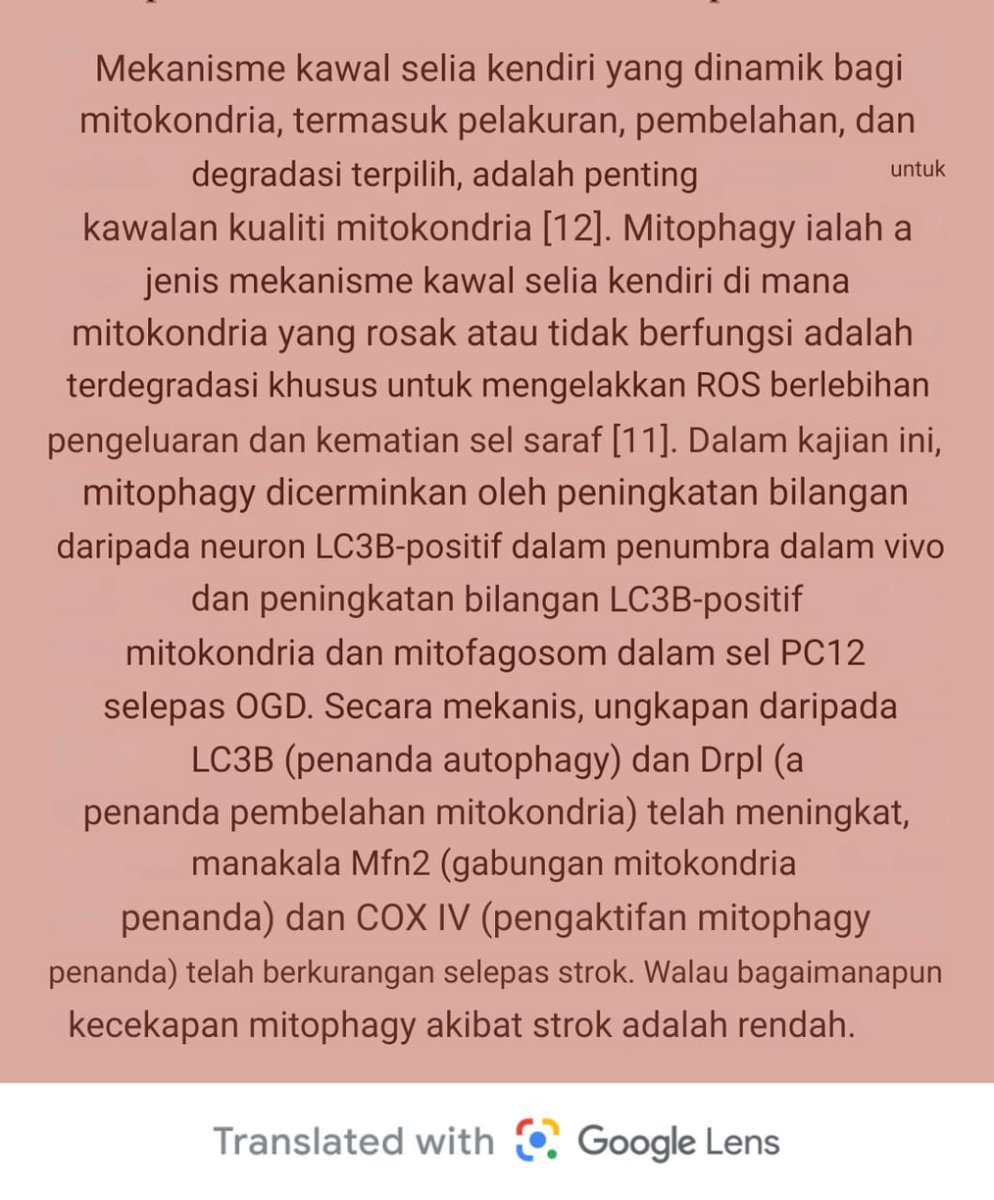 Mekanisme kawal selia kendiri yang dinamik bagi
mitokondria, termasuk pelakuran, pembelahan, dan
degradasi terpilih, adalah penting untuk
kawalan kualiti mitokondria [12]. Mitophagy ialah a
jenis mekanisme kawal selia kendiri di mana
mitokondria yang rosak atau tidak berfungsi adalah
terdegradasi khusus untuk mengelakkan ROS berlebihan
pengeluaran dan kematian sel saraf [11]. Dalam kajian ini,
mitophagy dicerminkan oleh peningkatan bilangan
daripada neuron LC3B-positif dalam penumbra dalam vivo
dan peningkatan bilangan LC3B-positif
mitokondria dan mitofagosom dalam sel PC12
selepas OGD. Secara mekanis, ungkapan daripada
LC3B (penanda autophagy) dan Drpl (a
penanda pembelahan mitokondria) telah meningkat,
manakala Mfn2 (gabungan mitokondria
penanda) dan COX IV (pengaktifan mitophagy
penanda) telah berkurangan selepas strok. Walau bagaimanapun
kecekapan mitophagy akibat strok adalah rendah.
Translated with Google Lens